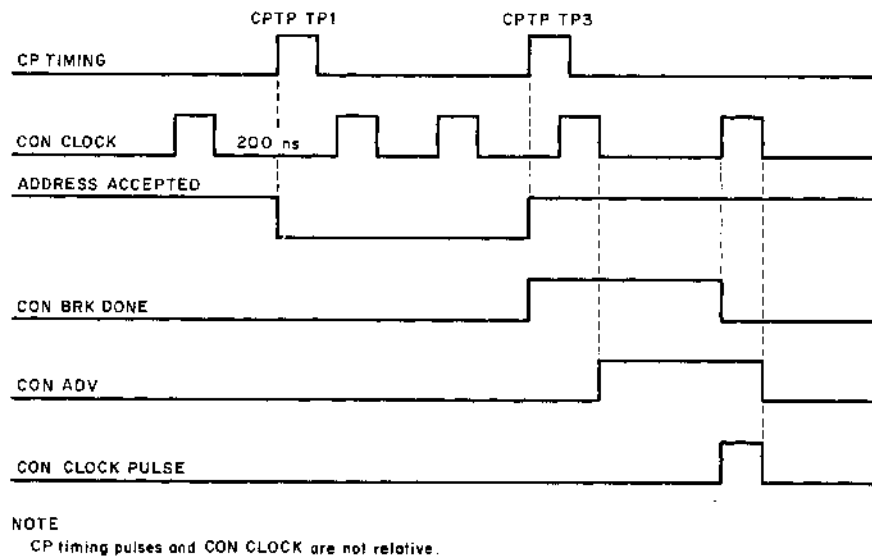 CPTP TP1 CPTP TP3
CP TIMING
CON CLOCK 200 ns
ADDRESS ACCEPTED
CON BRK DONE
CON ADV
CON CLOCK PULSE
NOTE
CP timing pulses and CON CLOCK are not relative.